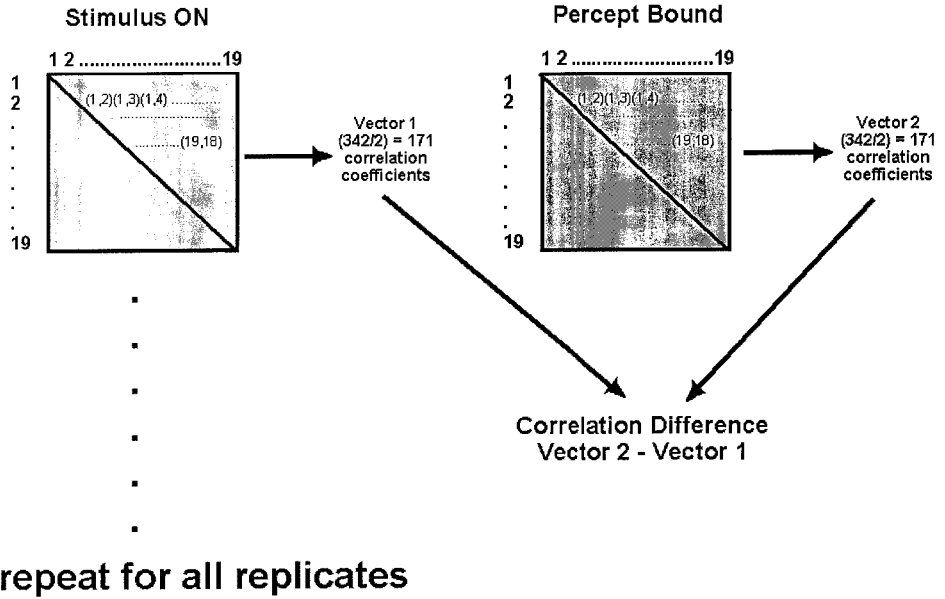 Stimulus ON
1 2 ...........................19
1
2
.
.
.
.
.
.
19
(1,2)(1,3)(1,4) ............
........................
...........(19,18)
Vector 1
(342/2) = 171
correlation
coefficients
Percept Bound
1 2 ...........................19
1
2
.
.
.
.
.
.
19
(1,2)(1,3)(1,4) ............
........................
...........(19,18)
Vector 2
(342/2) = 171
correlation
coefficients
Correlation Difference
Vector 2 - Vector 1
.
.
.
.
.
.
repeat for all replicates